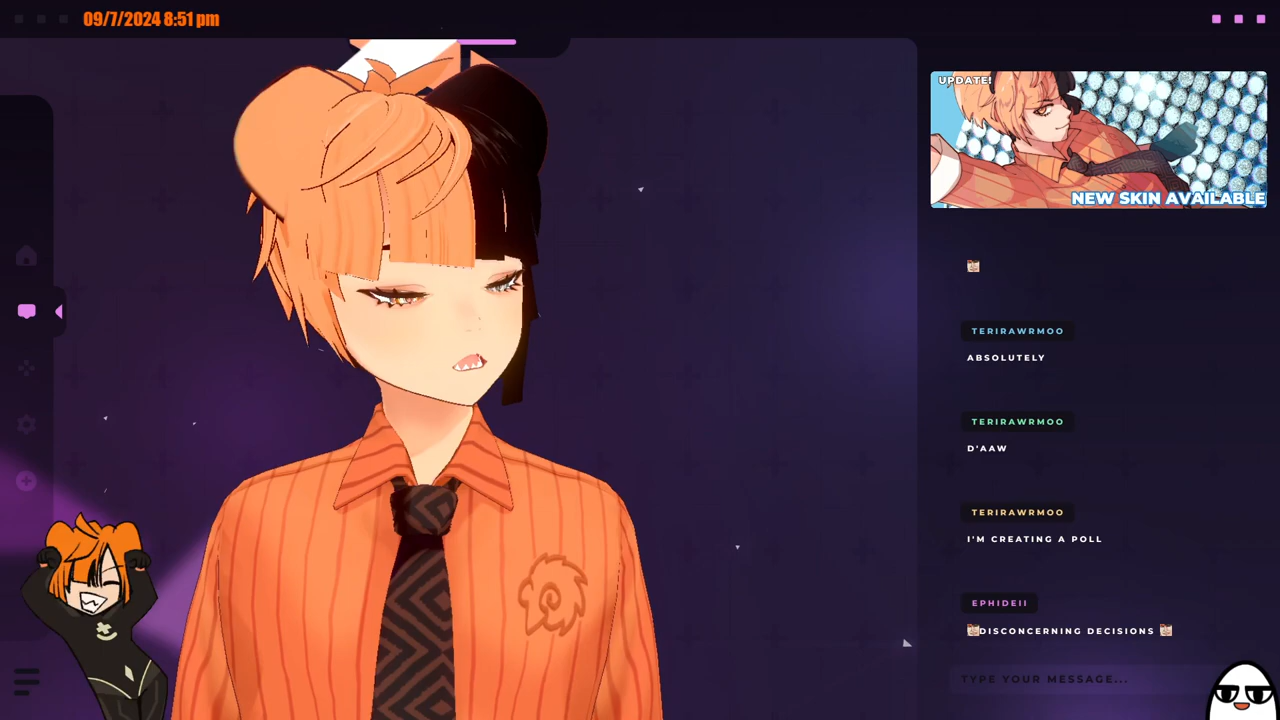 09/7/2024 8:51 pm
UPDATE!
NEW SKIN AVAILABLE
TERIRAWRMOO
ABSOLUTELY
TERIRAWRMOO
D'AAW
TERIRAWRMOO
I'M CREATING A POLL
EPHIDEII
DISCONCERNING DECISIONS
TYPE YOUR MESSAGE...